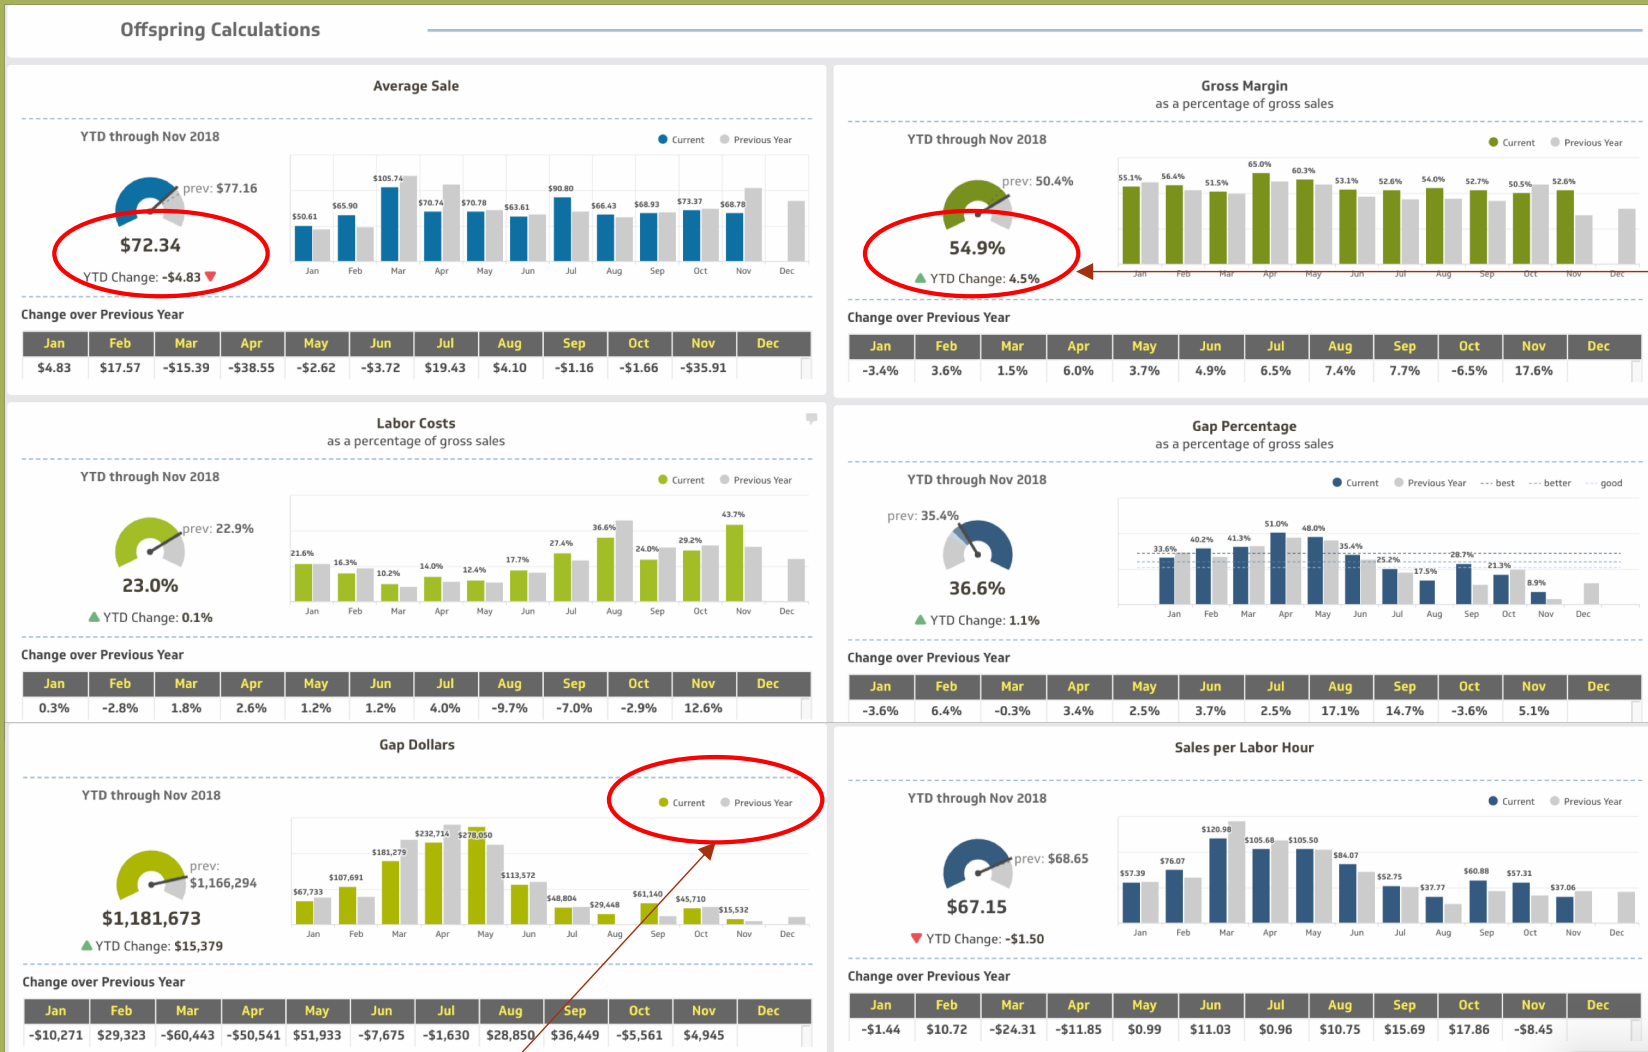 Offspring Calculations
Average Sale
YTD through Nov 2018
Current Previous Year
prev: $77.16
$72.34
YTD Change: -$4.83
$50.61 $65.90 $105.74 $70.74 $70.78 $63.61 $90.80 $66.43 $68.93 $73.37 $68.78
Jan Feb Mar Apr May Jun Jul Aug Sep Oct Nov Dec
Change over Previous Year
Jan Feb Mar Apr May Jun Jul Aug Sep Oct Nov Dec
$4.83 $17.57 -$15.39 -$38.55 -$2.62 -$3.72 $19.43 $4.10 -$1.16 -$1.66 -$35.91
Gross Margin
as a percentage of gross sales
YTD through Nov 2018
Current Previous Year
prev: 50.4%
54.9%
YTD Change: 4.5%
55.1% 56.4% 51.5% 65.0% 60.3% 53.1% 52.6% 54.0% 52.7% 50.5% 52.6%
Jan Feb Mar Apr May Jun Jul Aug Sep Oct Nov Dec
Change over Previous Year
Jan Feb Mar Apr May Jun Jul Aug Sep Oct Nov Dec
-3.4% 3.6% 1.5% 6.0% 3.7% 4.9% 6.5% 7.4% 7.7% -6.5% 17.6%
Labor Costs
as a percentage of gross sales
YTD through Nov 2018
Current Previous Year
prev: 22.9%
23.0%
YTD Change: 0.1%
21.6% 16.3% 10.2% 14.0% 12.4% 17.7% 27.4% 36.6% 24.0% 29.2% 43.7%
Jan Feb Mar Apr May Jun Jul Aug Sep Oct Nov Dec
Change over Previous Year
Jan Feb Mar Apr May Jun Jul Aug Sep Oct Nov Dec
0.3% -2.8% 1.8% 2.6% 1.2% 1.2% 4.0% -9.7% -7.0% -2.9% 12.6%
Gap Percentage
as a percentage of gross sales
YTD through Nov 2018
Current Previous Year best better good
prev: 35.4%
36.6%
YTD Change: 1.1%
33.6% 40.2% 41.3% 51.0% 48.0% 35.4% 25.2% 17.5% 28.7% 21.3% 8.9%
Jan Feb Mar Apr May Jun Jul Aug Sep Oct Nov Dec
Change over Previous Year
Jan Feb Mar Apr May Jun Jul Aug Sep Oct Nov Dec
-3.6% 6.4% -0.3% 3.4% 2.5% 3.7% 2.5% 17.1% 14.7% -3.6% 5.1%
Gap Dollars
YTD through Nov 2018
Current Previous Year
prev:
$1,166,294
$1,181,673
YTD Change: $15,379
$67,733 $107,691 $181,279 $232,714 $278,050 $113,572 $48,804 $29,448 $61,140 $45,710 $15,532
Jan Feb Mar Apr May Jun Jul Aug Sep Oct Nov Dec
Change over Previous Year
Jan Feb Mar Apr May Jun Jul Aug Sep Oct Nov Dec
-$10,271 $29,323 -$60,443 -$50,541 $51,933 -$7,675 -$1,630 $28,850 $36,449 -$5,561 $4,945
Sales per Labor Hour
YTD through Nov 2018
Current Previous Year
prev: $68.65
$67.15
YTD Change: -$1.50
$57.39 $76.07 $120.98 $105.68 $105.50 $84.07 $52.75 $37.77 $60.88 $57.31 $37.06
Jan Feb Mar Apr May Jun Jul Aug Sep Oct Nov Dec
Change over Previous Year
Jan Feb Mar Apr May Jun Jul Aug Sep Oct Nov Dec
-$1.44 $10.72 -$24.31 -$11.85 $0.99 $11.03 $0.96 $10.75 $15.69 $17.86 -$8.45